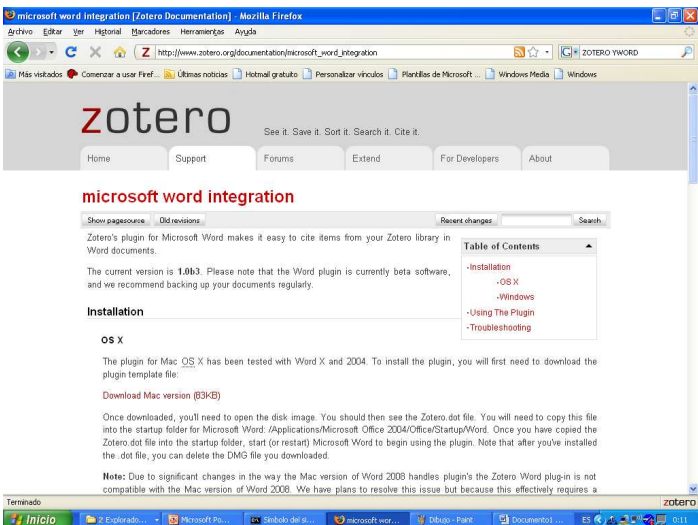 microsoft word integration [Zotero Documentation] - Mozilla Firefox
Archivo Editar Ver Historial Marcadores Herramientas Ayuda
http://www.zotero.org/documentation/microsoft_word_integration
ZOTERO YWORD
Más visitados Comenzar a usar Firef... Últimas noticias Hotmail gratuito Personalizar vínculos Plantillas de Microsoft ... Windows Media Windows
zotero
See it. Save it. Sort it. Search it. Cite it.
Home Support Forums Extend For Developers About
microsoft word integration
Show pagesource Old revisions Recent changes Search
Zotero's plugin for Microsoft Word makes it easy to cite items from your Zotero library in
Word documents.
The current version is 1.0b3. Please note that the Word plugin is currently beta software,
and we recommend backing up your documents regularly.
Table of Contents
Installation
OS X
Windows
Using The Plugin
Troubleshooting
Installation
OS X
The plugin for Mac OS X has been tested with Word X and 2004. To install the plugin, you will first need to download the
plugin template file:
Download Mac version (83KB)
Once downloaded, you'll need to open the disk image. You should then see the Zotero.dot file. You will need to copy this file
into the startup folder for Microsoft Word: /Applications/Microsoft Office 2004/Office/Startup/Word. Once you have copied the
Zotero.dot file into the startup folder, start (or restart) Microsoft Word to begin using the plugin. Note that after you've installed
the .dot file, you can delete the DMG file you downloaded.
Note: Due to significant changes in the way the Mac version of Word 2008 handles plugin's the Zotero Word plug-in is not
compatible with the Mac version of Word 2008. We have plans to resolve this issue but because this effectively requires a
Terminado zotero
Inicio 2 Explorado... Microsoft Po... Símbolo del si... microsoft wor... Dibujo - Paint Documento1 ... ES 0:11